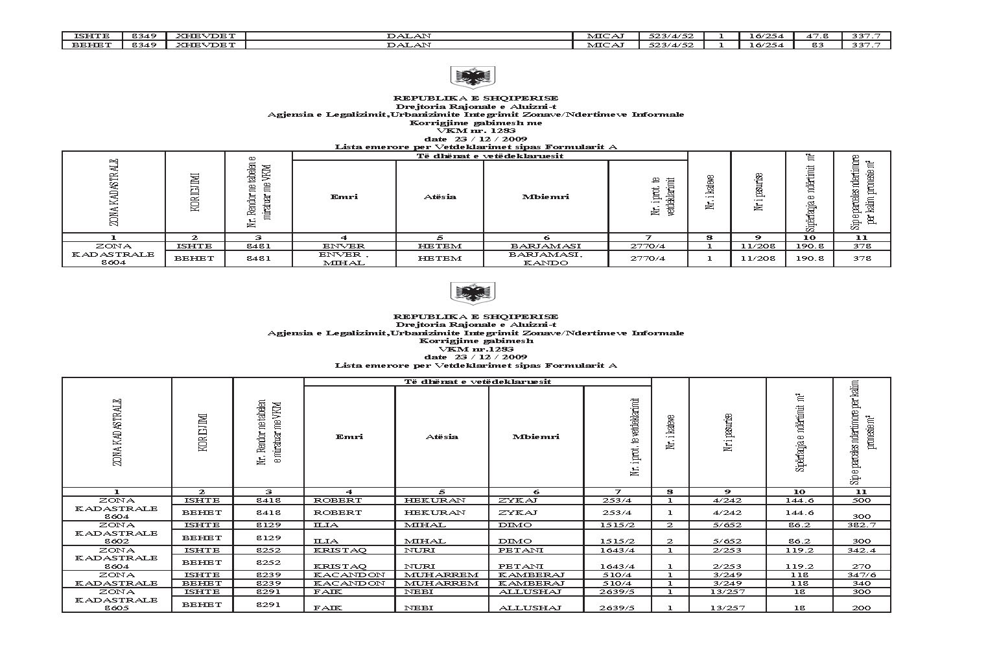 ISHTE 8349 XHEVDET DALAN MICAJ 523/4/52 1 16/254 47.8 337.7
BEHET 8349 XHEVDET DALAN MICAJ 523/4/52 1 16/254 83 337.7
REPUBLIKA E SHQIPERISE
Drejtoria Rajonale e Aluizni-t
Agjensia e Legalizimit,Urbanizimite Integrimit Zonave/Ndertimeve Informale
Korrigjime gabimesh me
VKM nr. 1283
date 23 / 12 / 2009
Lista emerore per Vetdeklarimet sipas Formularit A
ZONA KADASTRALE
KORIGJIMI
Nr. Rendor ne tabelen e
miratuar me VKM
Të dhënat e vetëdeklaruesit
Emri
Atësia
Mbiemri
Nr. i prot. te
vetdeklarimit
Nr. i kateve
Nr i pasurise
Sipërfaqja e ndërtimit m²
Sip e parceles ndertimore
per kalim pronesie m²
1 2 3 4 5 6 7 8 9 10 11
ZONA
KADASTRALE
8604
ISHTE 8481 ENVER HETEM BARJAMASI 2770/4 1 11/208 190.8 378
BEHET 8481 ENVER , MIHAL HETEM BARJAMASI, KANDO 2770/4 1 11/208 190.8 378
REPUBLIKA E SHQIPERISE
Drejtoria Rajonale e Aluizni-t
Agjensia e Legalizimit,Urbanizimite Integrimit Zonave/Ndertimeve Informale
Korrigjime gabimesh
VKM nr.1283
date 23 / 12 / 2009
Lista emerore per Vetdeklarimet sipas Formularit A
ZONA KADASTRALE
KORIGJIMI
Nr. Rendor ne tabelen
e miratuar me VKM
Të dhënat e vetëdeklaruesit
Emri
Atësia
Mbiemri
Nr. i prot. te vetdeklarimit
Nr. i kateve
Nr i pasurise
Sipërfaqja e ndërtimit m²
Sip e parceles ndertimore per kalim
pronesie m²
1 2 3 4 5 6 7 8 9 10 11
ZONA
KADASTRALE
8604
ISHTE 8418 ROBERT HEKURAN ZYKAJ 253/4 1 4/242 144.6 500
BEHET 8418 ROBERT HEKURAN ZYKAJ 253/4 1 4/242 144.6 300
ZONA
KADASTRALE
8602
ISHTE 8129 ILIA MIHAL DIMO 1515/2 2 5/652 86.2 382.7
BEHET 8129 ILIA MIHAL DIMO 1515/2 2 5/652 86.2 300
ZONA
KADASTRALE
8604
ISHTE 8252 KRISTAQ NURI PETANI 1643/4 1 2/253 119.2 342.4
BEHET 8252 KRISTAQ NURI PETANI 1643/4 1 2/253 119.2 270
ZONA
KADASTRALE
ISHTE 8239 KACANDON MUHARREM KAMBERAJ 510/4 1 3/249 118 347/6
BEHET 8239 KACANDON MUHARREM KAMBERAJ 510/4 1 3/249 118 340
ZONA
KADASTRALE
8605
ISHTE 8291 FAIK NEBI ALLUSHAJ 2639/5 1 13/257 18 300
BEHET 8291 FAIK NEBI ALLUSHAJ 2639/5 1 13/257 18 200